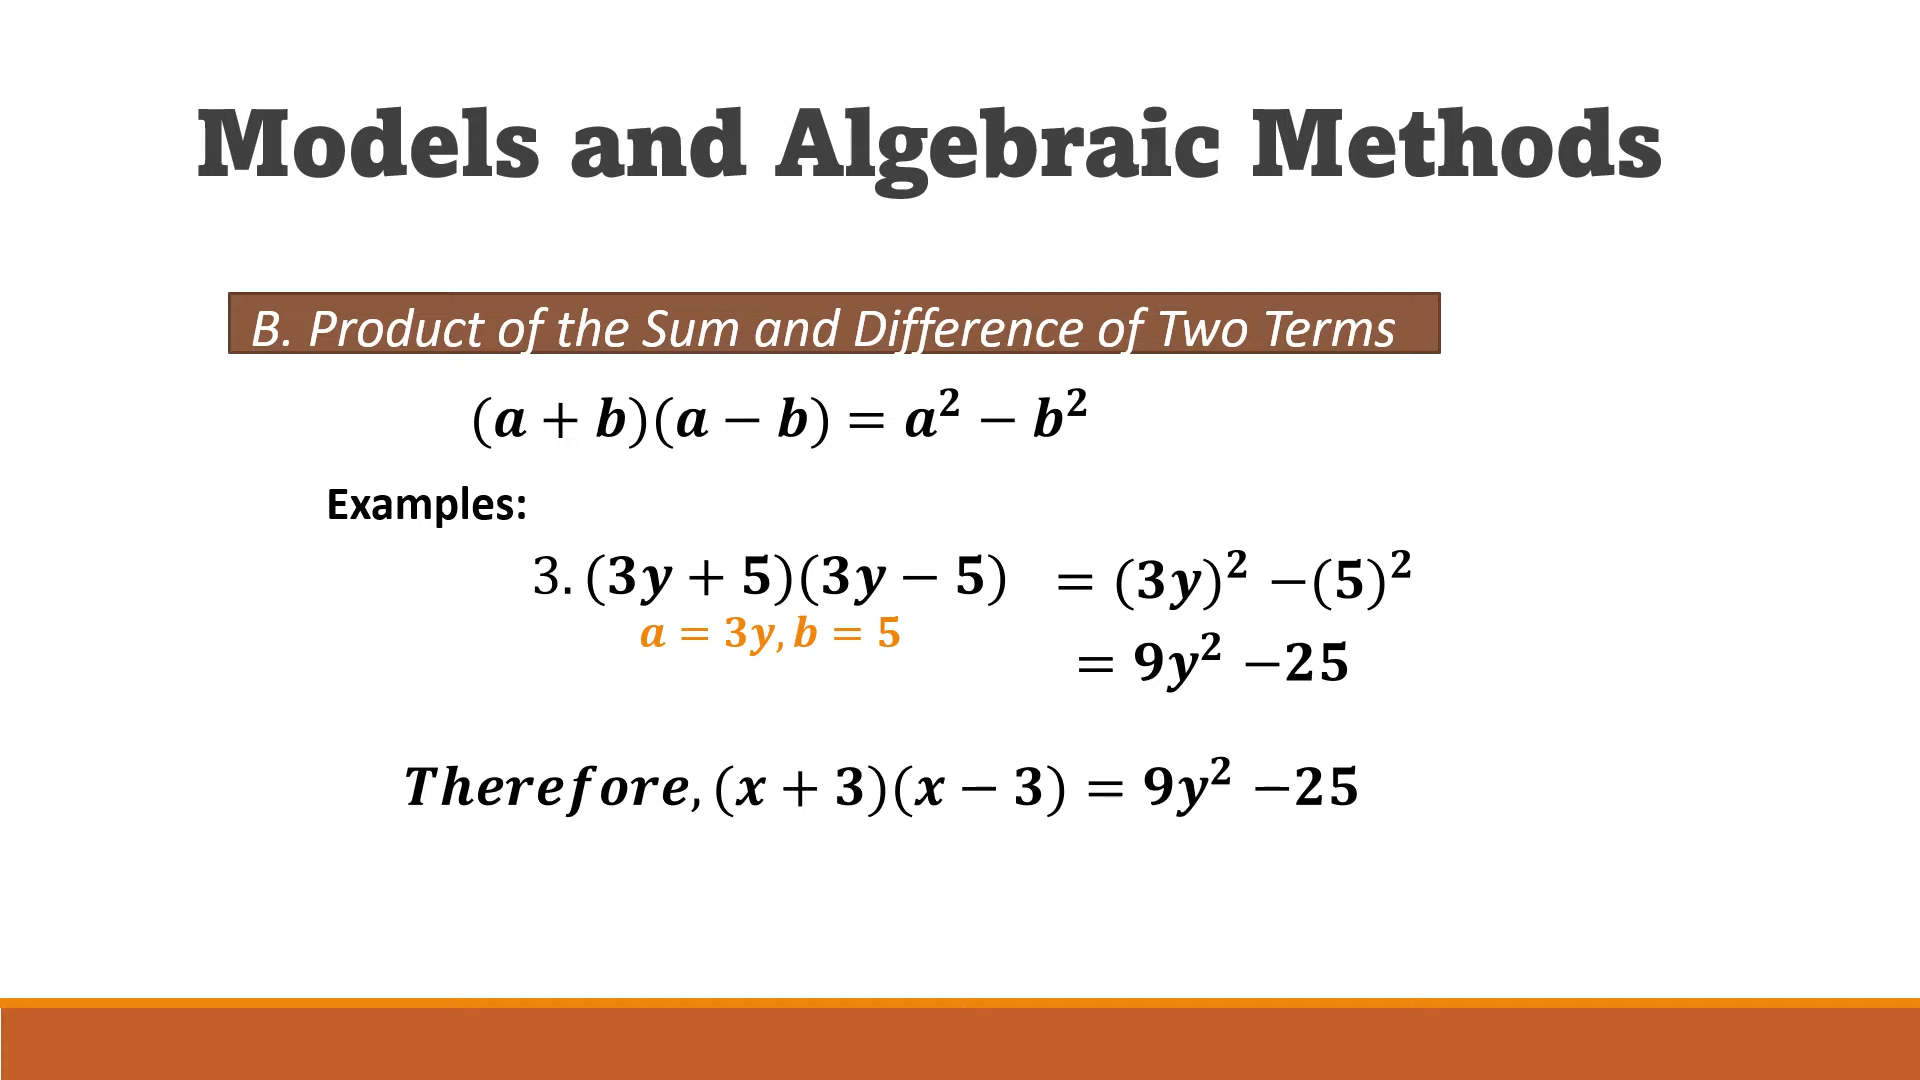 Models and Algebraic Methods
B. Product of the Sum and Difference of Two Terms
(a + b)(a − b) = a² − b²
Examples:
3. (3y + 5)(3y − 5) = (3y)² −(5)²
a = 3y, b = 5
= 9y² −25
Therefore, (x + 3)(x − 3) = 9y² −25